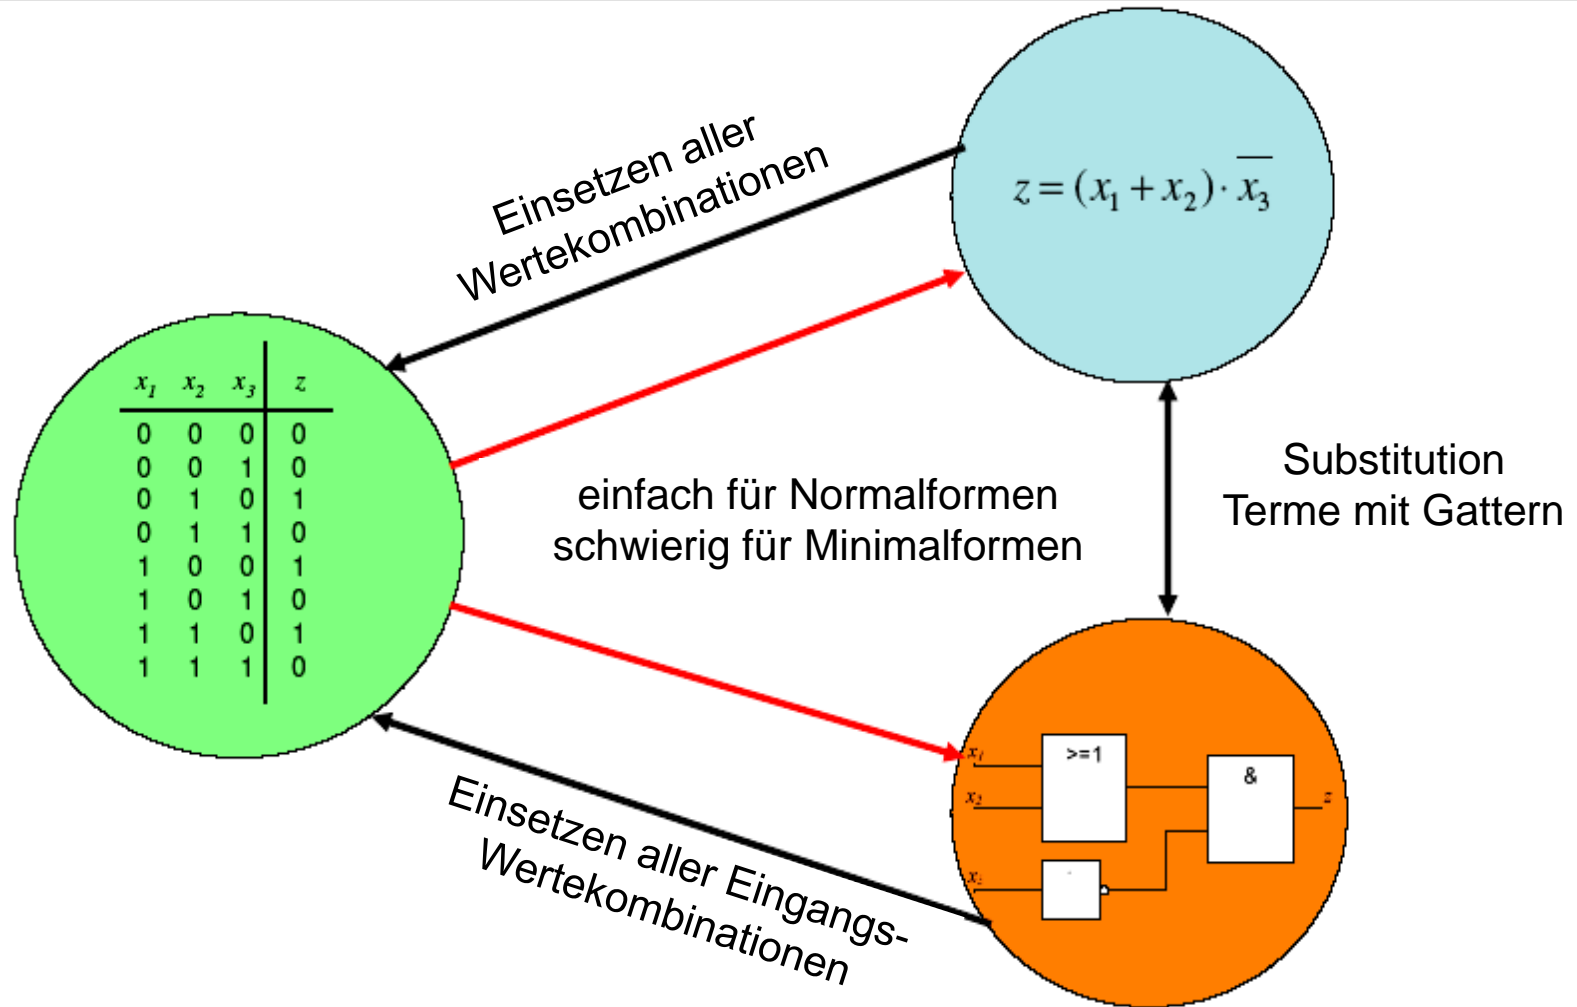 Einsetzen aller
Wertekombinationen
z = (x₁ + x₂) · x̅₃
x₁ x₂ x₃ z
0 0 0 0
0 0 1 0
0 1 0 1
0 1 1 0
1 0 0 1
1 0 1 0
1 1 0 1
1 1 1 0
einfach für Normalformen
schwierig für Minimalformen
Substitution
Terme mit Gattern
Einsetzen aller Eingangs-
Wertekombinationen
x₁
>=1
&
x₂
z
x₃